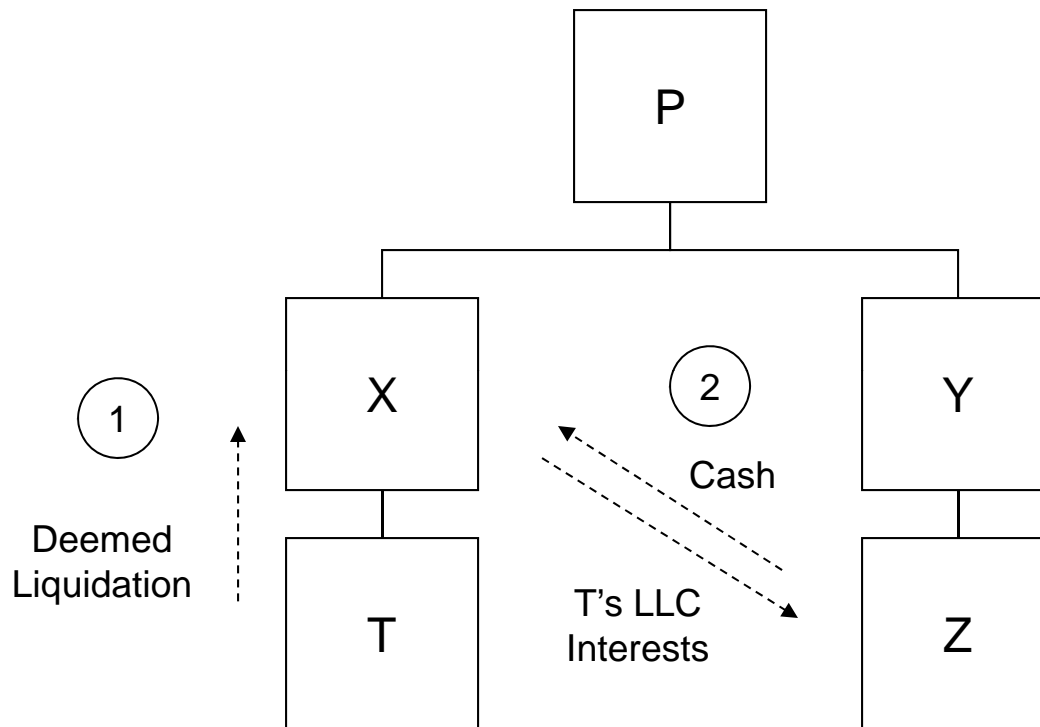 P
X
2
Y
1
Cash
Deemed
Liquidation
T's LLC
Interests
T
Z